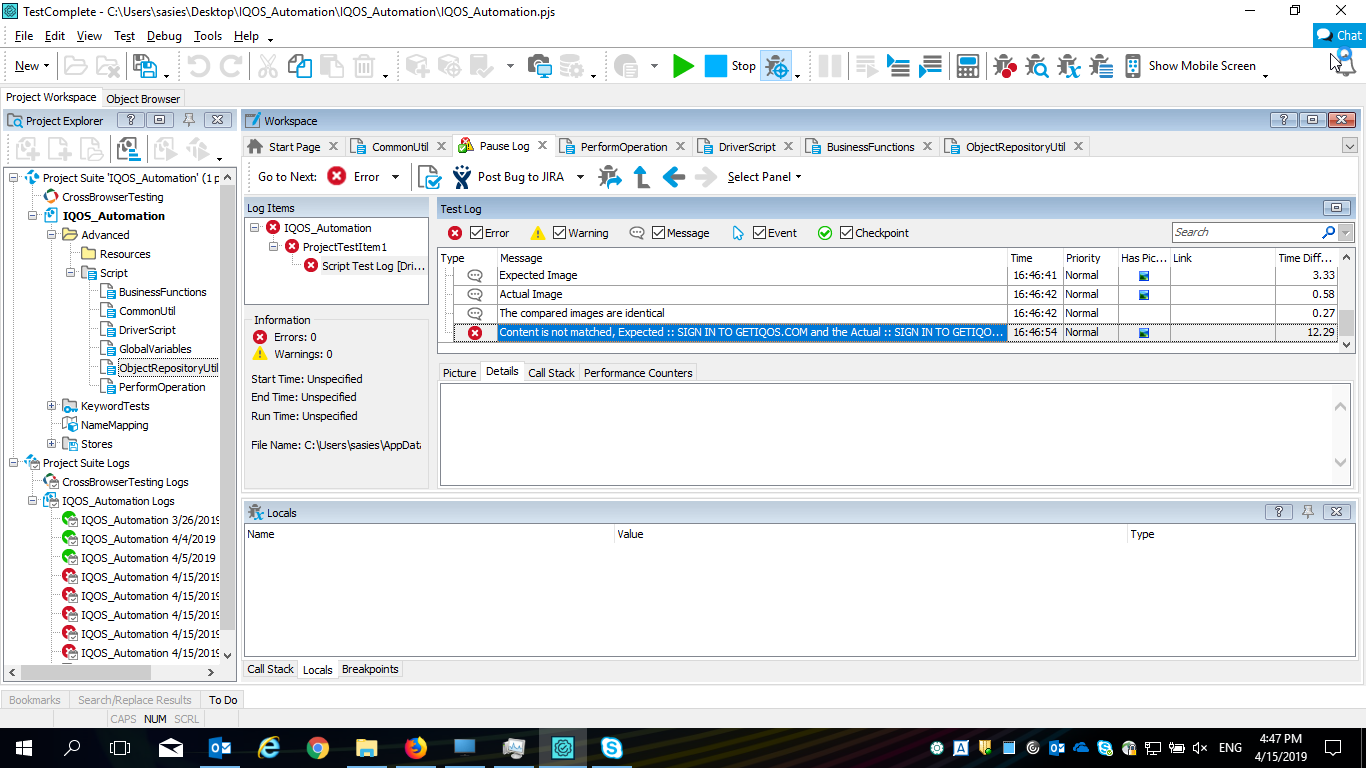 TestComplete - C:\Users\sasies\Desktop\IQOS_Automation\IQOS_Automation\IQOS_Automation.pjs
File Edit View Test Debug Tools Help
Chat
New Stop Show Mobile Screen
Project Workspace Object Browser
Project Explorer ?
Project Suite 'IQOS_Automation' (1 p
CrossBrowserTesting
IQOS_Automation
Advanced
Resources
Script
BusinessFunctions
CommonUtil
DriverScript
GlobalVariables
ObjectRepositoryUtil
PerformOperation
KeywordTests
NameMapping
Stores
Project Suite Logs
CrossBrowserTesting Logs
IQOS_Automation Logs
IQOS_Automation 3/26/2019
IQOS_Automation 4/4/2019
IQOS_Automation 4/5/2019
IQOS_Automation 4/15/2019
IQOS_Automation 4/15/2019
IQOS_Automation 4/15/2019
IQOS_Automation 4/15/2019
IQOS_Automation 4/15/2019
Workspace ?
Start Page CommonUtil Pause Log PerformOperation DriverScript BusinessFunctions ObjectRepositoryUtil
Go to Next: Error Post Bug to JIRA Select Panel
Log Items
IQOS_Automation
ProjectTestItem1
Script Test Log [Dri...
Information
Errors: 0
Warnings: 0
Start Time: Unspecified
End Time: Unspecified
Run Time: Unspecified
File Name: C:\Users\sasies\AppData
Test Log
Error Warning Message Event Checkpoint Search
Type Message Time Priority Has Pic... Link Time Diff...
Expected Image 16:46:41 Normal 3.33
Actual Image 16:46:42 Normal 0.58
The compared images are identical 16:46:42 Normal 0.27
Content is not matched, Expected :: SIGN IN TO GETIQOS.COM and the Actual :: SIGN IN TO GETIQO... 16:46:54 Normal 12.29
Picture Details Call Stack Performance Counters
Locals ?
Name Value Type
Call Stack Locals Breakpoints
Bookmarks Search/Replace Results To Do
CAPS NUM SCRL
ENG 4:47 PM
4/15/2019